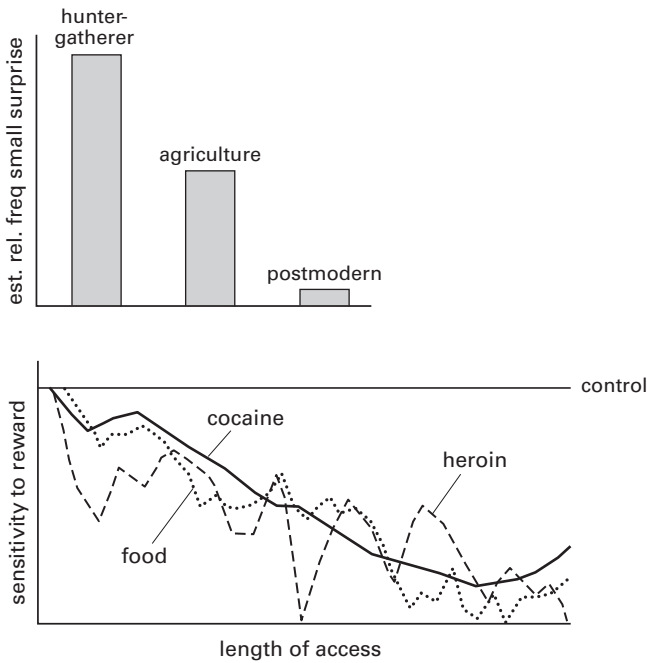 hunter-
gatherer
agriculture
postmodern
est. rel. freq small surprise
control
cocaine
heroin
food
sensitivity to reward
length of access